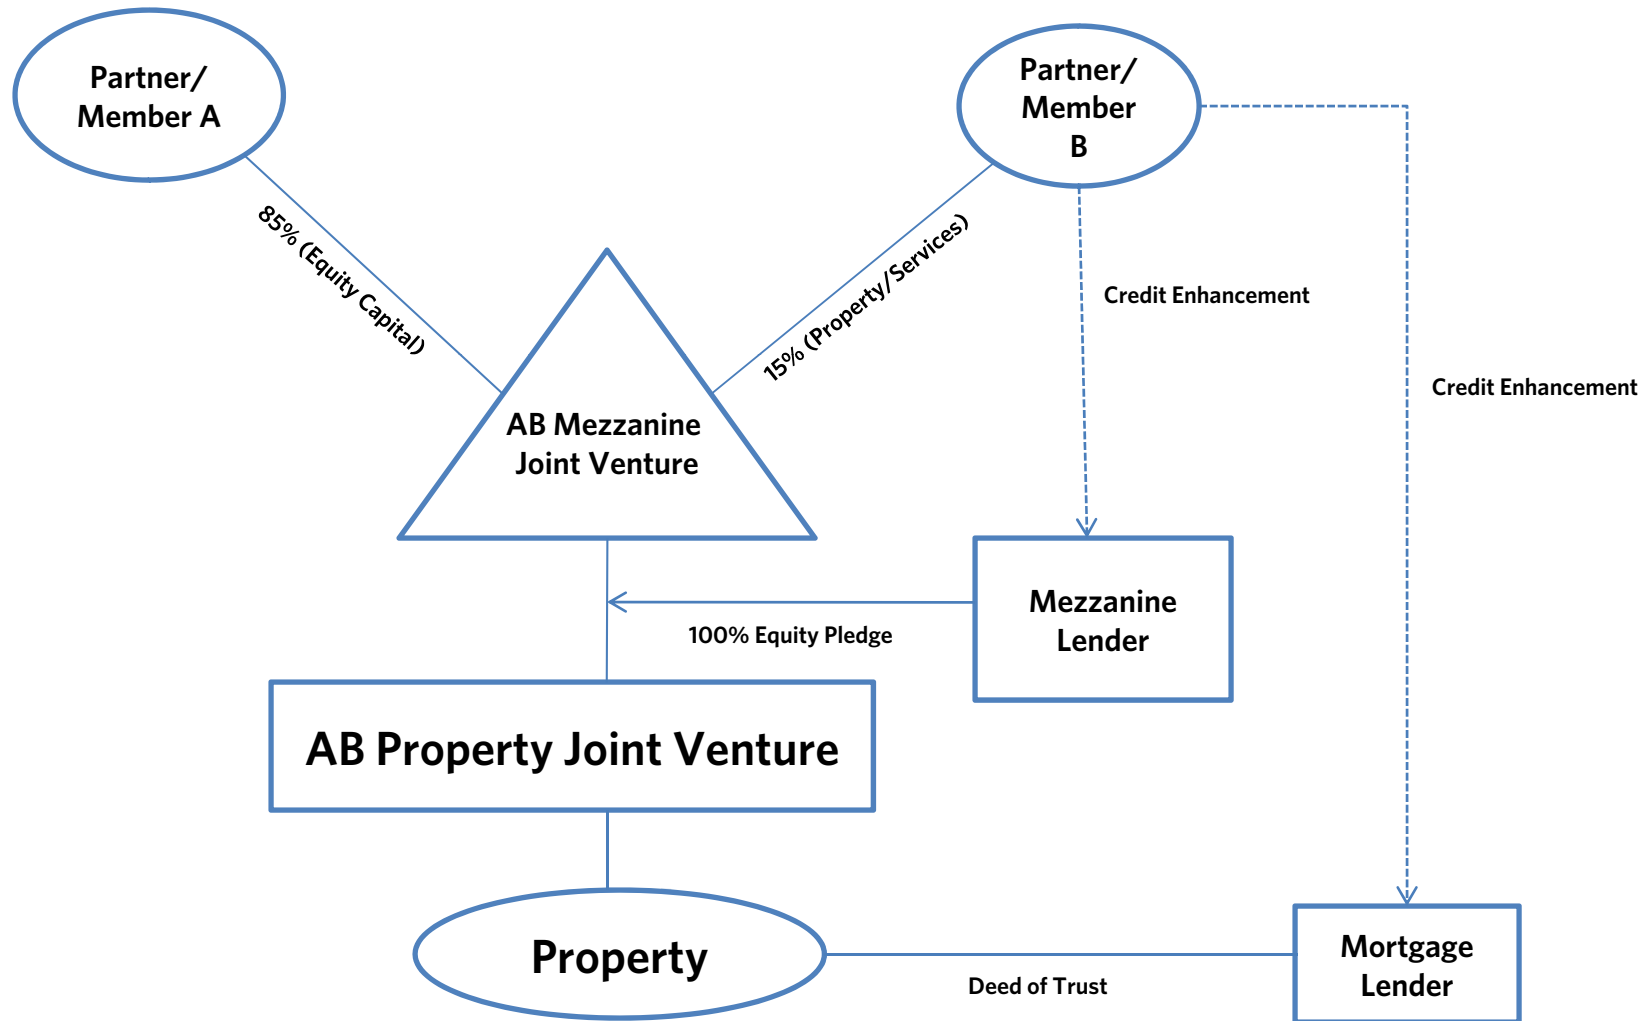 Partner/
Member A
Partner/
Member
B
85% (Equity Capital)
15% (Property/Services)
Credit Enhancement
Credit Enhancement
AB Mezzanine
Joint Venture
Mezzanine
Lender
100% Equity Pledge
AB Property Joint Venture
Property
Mortgage
Lender
Deed of Trust